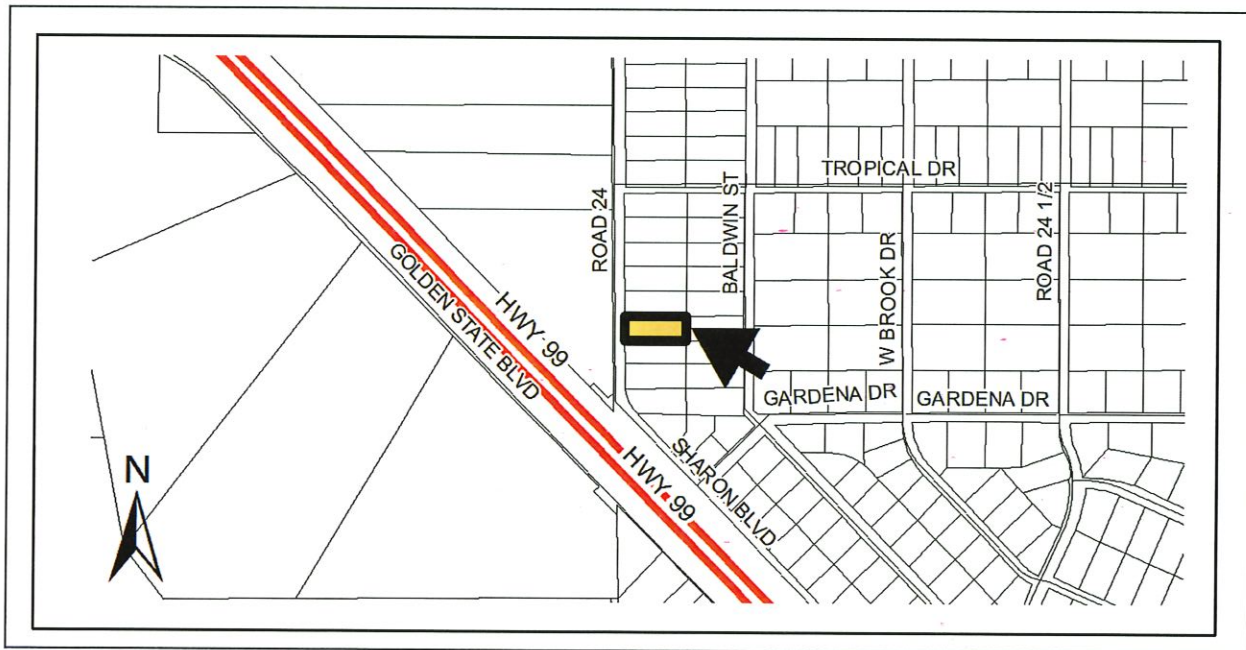 TROPICAL DR
ROAD 24
BALDWIN ST
ROAD 24 1/2
W BROOK DR
GOLDEN STATE BLVD
HWY 99
GARDENA DR
GARDENA DR
SHARON BLVD
HWY 99
N